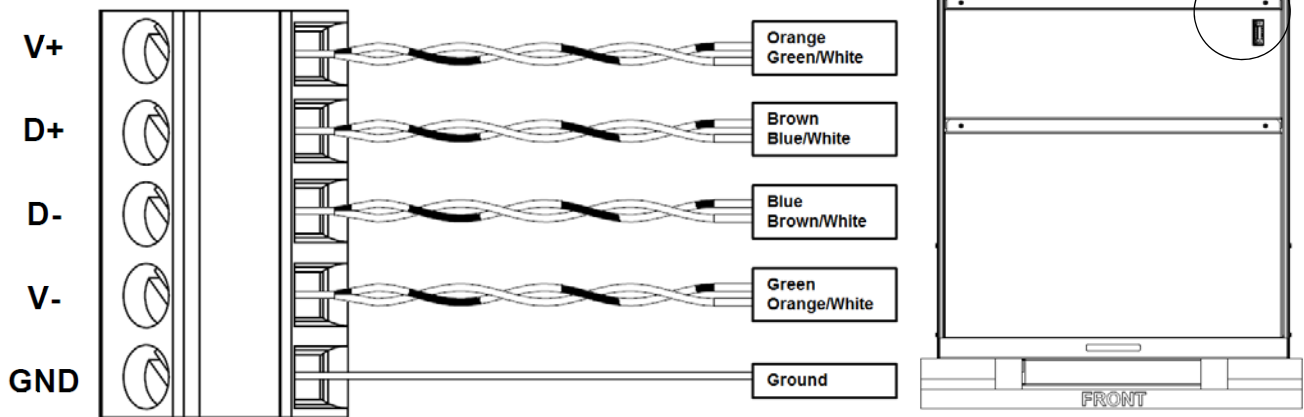 V+
Orange
Green/White
D+
Brown
Blue/White
D-
Blue
Brown/White
V-
Green
Orange/White
GND
Ground
FRONT